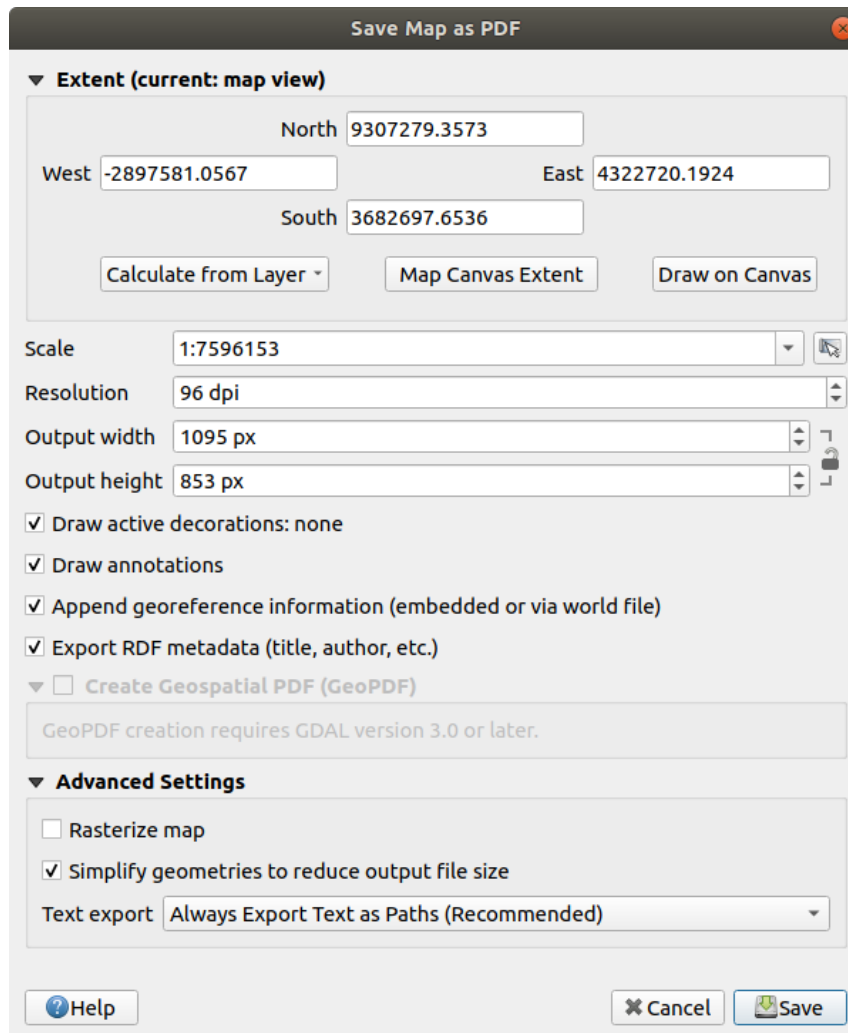 Save Map as PDF
Extent (current: map view)
North 9307279.3573
West -2897581.0567 East 4322720.1924
South 3682697.6536
Calculate from Layer Map Canvas Extent Draw on Canvas
Scale 1:7596153
Resolution 96 dpi
Output width 1095 px
Output height 853 px
Draw active decorations: none
Draw annotations
Append georeference information (embedded or via world file)
Export RDF metadata (title, author, etc.)
Create Geospatial PDF (GeoPDF)
GeoPDF creation requires GDAL version 3.0 or later.
Advanced Settings
Rasterize map
Simplify geometries to reduce output file size
Text export Always Export Text as Paths (Recommended)
Help Cancel Save